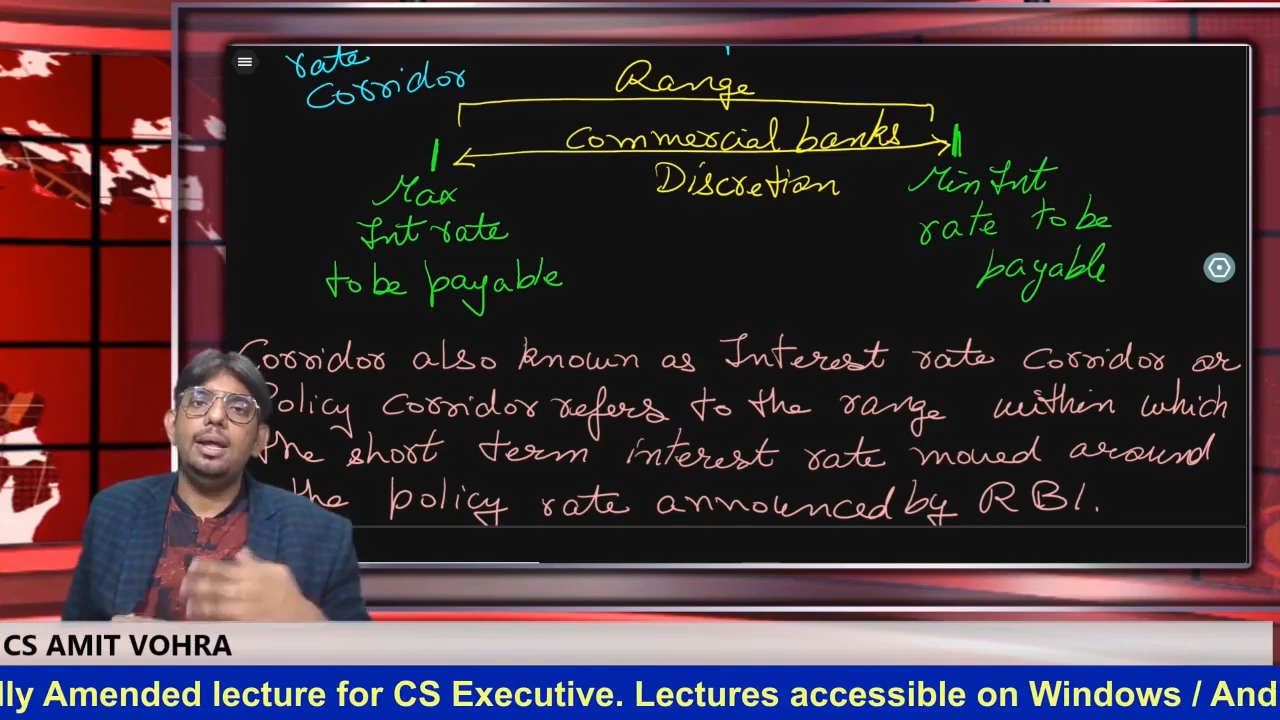 rate
Corridor
Range
Commercial banks
Discretion
Max
Int rate
to be payable
Min Int
rate to be
payable
Corridor also known as Interest rate Corridor or
Policy corridor refers to the range within which
the short term interest rate moved around
the policy rate announced by RBI.
CS AMIT VOHRA
lly Amended lecture for CS Executive. Lectures accessible on Windows / And